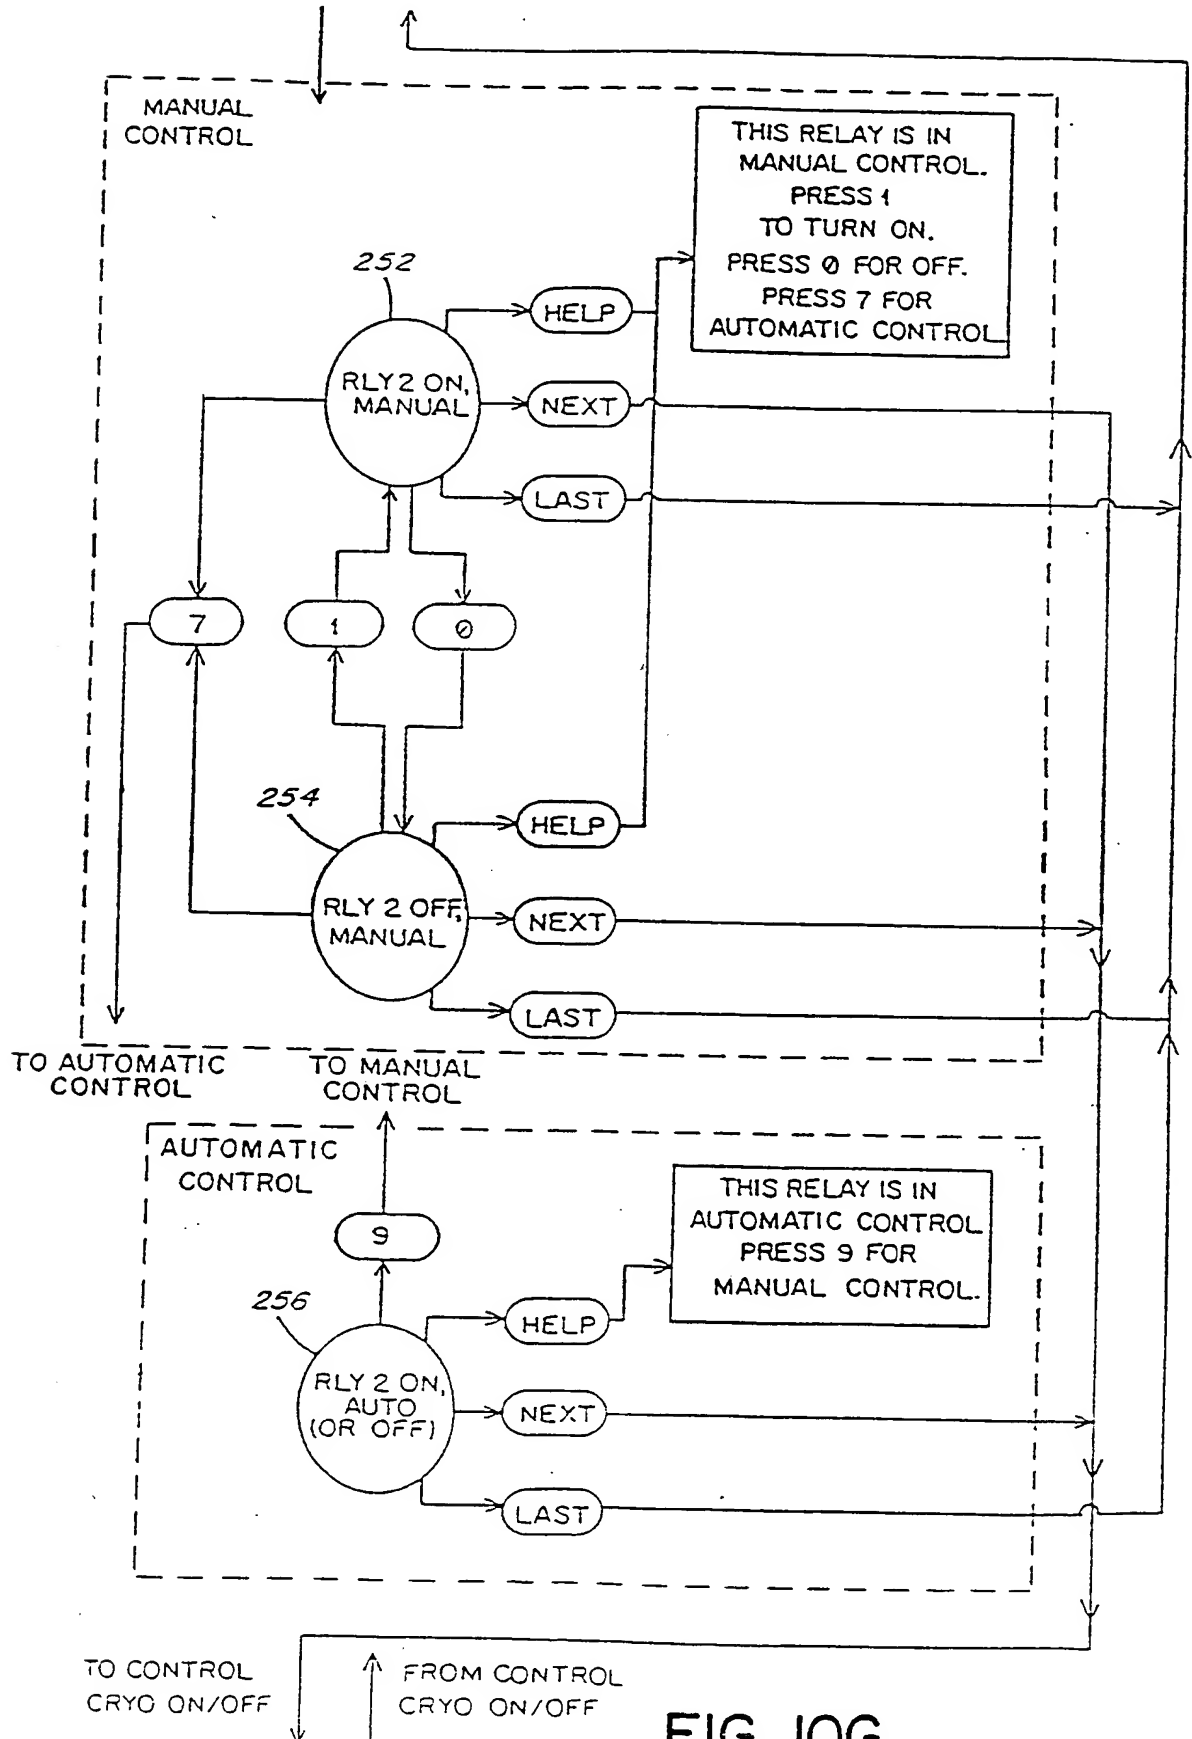 MANUAL
CONTROL
THIS RELAY IS IN
MANUAL CONTROL.
PRESS 1
TO TURN ON.
PRESS 0 FOR OFF.
PRESS 7 FOR
AUTOMATIC CONTROL
252
HELP
RLY 2 ON,
MANUAL
NEXT
LAST
7
1
0
254
HELP
RLY 2 OFF,
MANUAL
NEXT
LAST
TO AUTOMATIC
CONTROL
TO MANUAL
CONTROL
AUTOMATIC
CONTROL
THIS RELAY IS IN
AUTOMATIC CONTROL
PRESS 9 FOR
MANUAL CONTROL.
9
256
HELP
RLY 2 ON,
AUTO
(OR OFF)
NEXT
LAST
TO CONTROL
CRYO ON/OFF
FROM CONTROL
CRYO ON/OFF
FIG. 10G